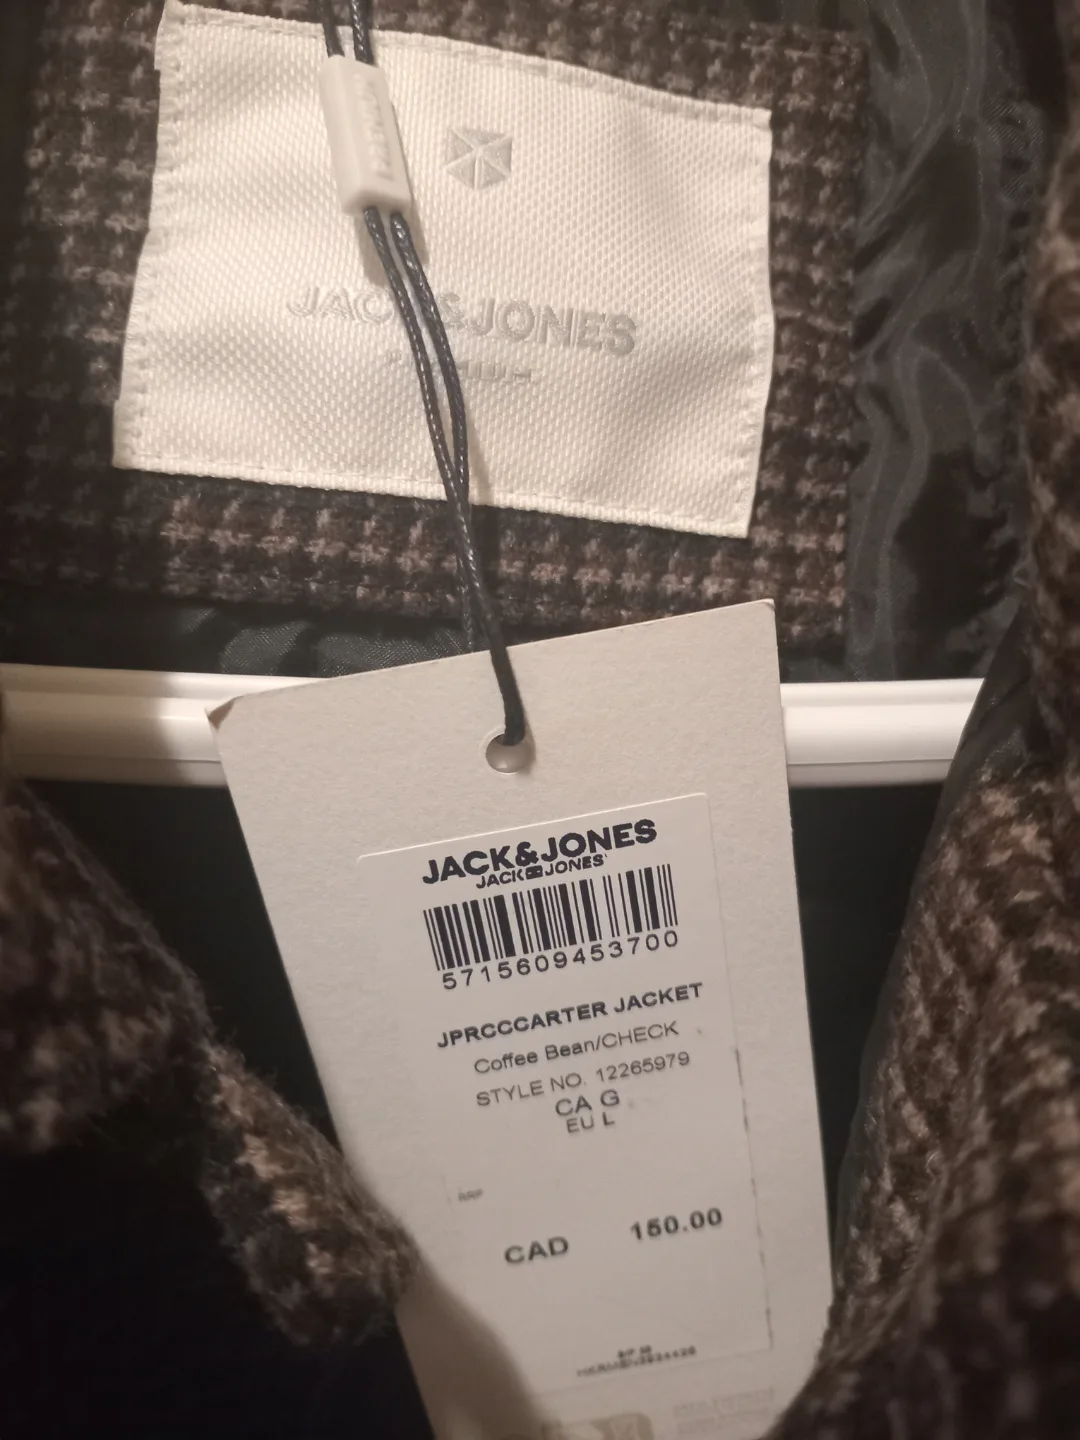 JACK&JONES
JACK&JONES
JACK JONES
5715609453700
JPRCCCARTER JACKET
Coffee Bean/CHECK
STYLE NO. 12265979
CA G
EU L
RRP
CAD 150.00